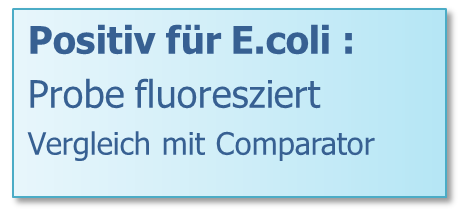 Positiv für E.coli :
Probe fluoresziert
Vergleich mit Comparator